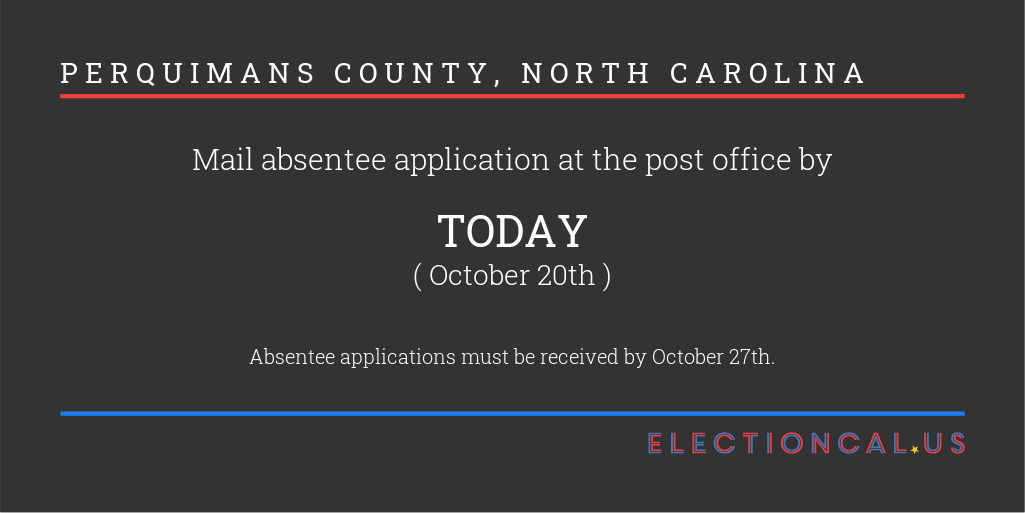 PERQUIMANS COUNTY, NORTH CAROLINA
Mail absentee application at the post office by
TODAY
( October 20th )
Absentee applications must be received by October 27th.
ELECTIONCAL.US